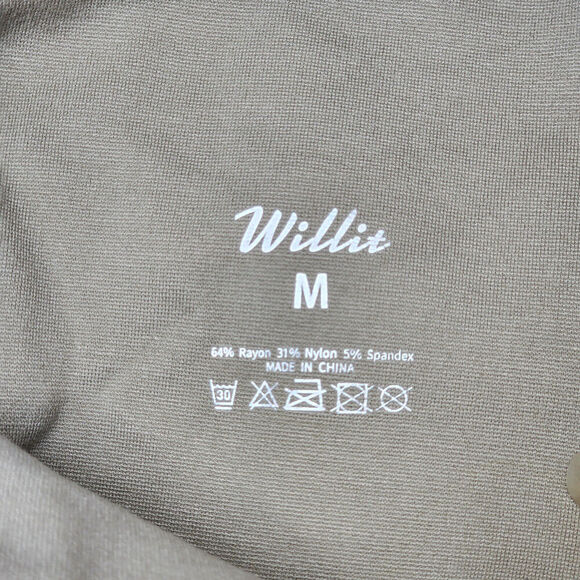 Willit
M
64% Rayon 31% Nylon 5% Spandex
MADE IN CHINA
30